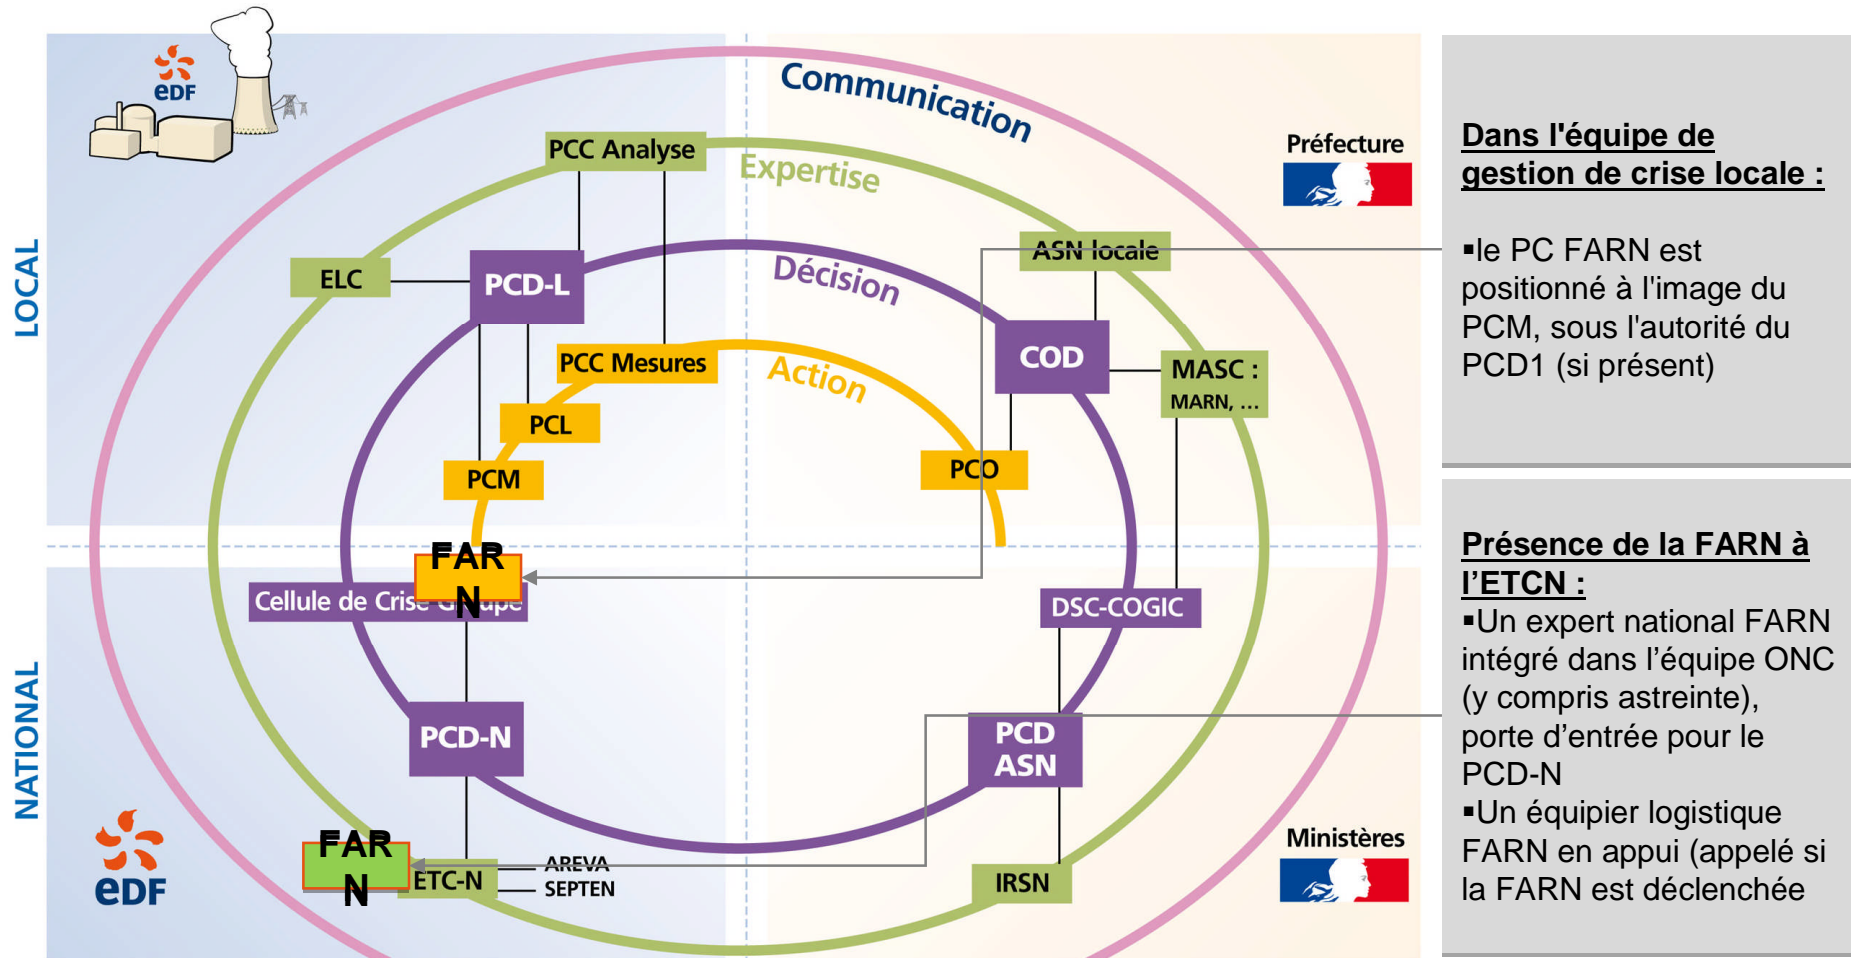 eDF
Communication
Expertise
Décision
Action
Préfecture
LOCAL
PCC Analyse
ELC
PCD-L
PCC Mesures
PCL
PCM
ASN locale
COD
MASC :
MARN, ...
PCO
FAR
N
Cellule de Crise Groupe
DSC-COGIC
NATIONAL
PCD-N
PCD
ASN
FAR
N
ETC-N
AREVA
SEPTEN
IRSN
Ministères
eDF
Dans l'équipe de
gestion de crise locale :
▪le PC FARN est
positionné à l'image du
PCM, sous l'autorité du
PCD1 (si présent)
Présence de la FARN à
l’ETCN :
▪Un expert national FARN
intégré dans l’équipe ONC
(y compris astreinte),
porte d’entrée pour le
PCD-N
▪Un équipier logistique
FARN en appui (appelé si
la FARN est déclenchée